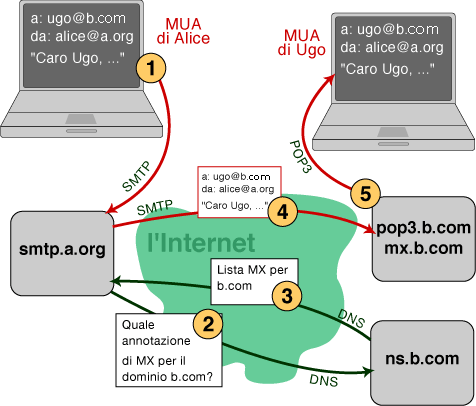 a: ugo@b.com
da: alice@a.org
"Caro Ugo, ..."
MUA
di Alice
1
MUA
di Ugo
a: ugo@b.com
da: alice@a.org
"Caro Ugo, ..."
SMTP
POP3
a: ugo@b.com
da: alice@a.org
"Caro Ugo, ..."
SMTP
4
5
smtp.a.org
l'Internet
pop3.b.com
mx.b.com
Lista MX per
b.com
3
Quale
annotazione
di MX per il
dominio b.com?
2
DNS
DNS
ns.b.com